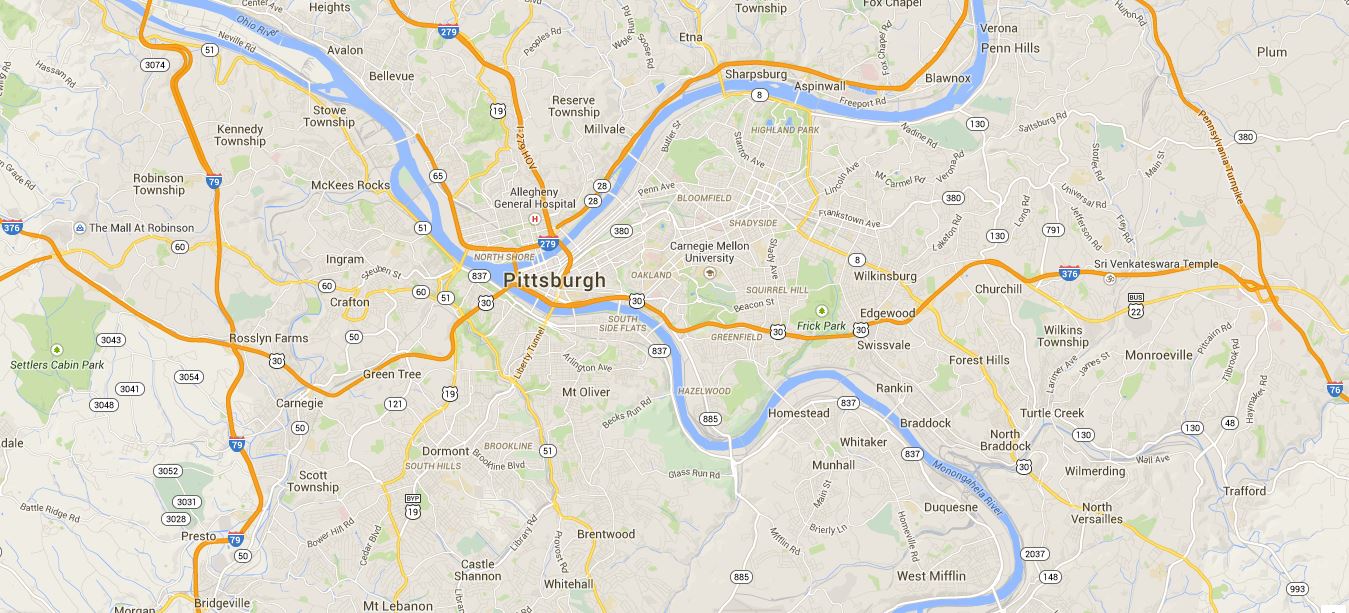 Center Ave
Heights
Township
Fox Chapel
Ohio River
Neville Rd
Avalon
279
Peoples Rd
Etna
Fox Chapel Rd
Verona
Penn Hills
Plum
51
3074
Hassam Rd
Bellevue
Sharpsburg
Aspinwall
Blawnox
Stowe
Township
19
Reserve
Township
8
Freeport Rd
Pennsylvania Turnpike
Kennedy
Township
I-279 HOV
Millvale
Butler St
HIGHLAND PARK
Nadine Rd
130
Saltsburg Rd
380
Stanton Ave
Robinson
Township
79
McKees Rocks
65
Allegheny
General Hospital
28
28
Penn Ave
BLOOMFIELD
Lincoln Ave
Mt Carmel Rd
Verona Rd
Main St
Universal Rd
380
376
The Mall At Robinson
60
51
H
380
SHADYSIDE
Frankstown Ave
Laketon Rd
Long Rd
Jefferson Rd
130
791
279
Carnegie Mellon
University
Shady Ave
Ingram
Steuben St
NORTH SHORE
837
Pittsburgh
OAKLAND
8
Wilkinsburg
376
Sri Venkateswara Temple
60
60
51
Crafton
30
30
SQUIRREL HILL
Beacon St
Churchill
BUS
22
SOUTH
SIDE FLATS
Frick Park
Edgewood
30
30
Swissvale
Wilkins
Township
Rosslyn Farms
3043
50
Liberty Tunnel
837
GREENFIELD
Pitcairn Rd
Settlers Cabin Park
30
Arlington Ave
Forest Hills
Monroeville
Larimer Ave
James St
Tilbrook Rd
3054
Green Tree
Mt Oliver
HAZELWOOD
Rankin
Haymaker Rd
76
3041
3048
Carnegie
121
19
Becks Run Rd
885
Homestead
837
Turtle Creek
50
79
Braddock
130
130
48
Dormont
BROOKLINE
Brookline Blvd
51
Whitaker
North
Braddock
837
Wall Ave
SOUTH HILLS
Munhall
30
3052
Scott
Township
Glass Run Rd
Monongahela River
Wilmerding
Trafford
3031
BYP
19
Main St
Duquesne
North
Versailles
Battle Ridge Rd
3028
Bower Hill Rd
Cedar Blvd
Library Rd
Brierly Ln
Homeville Rd
Presto
79
50
Brentwood
Provost Rd
Mifflin Rd
2037
Castle
Shannon
885
West Mifflin
148
993
Whitehall
Morgan
Bridgeville
Mt Lebanon